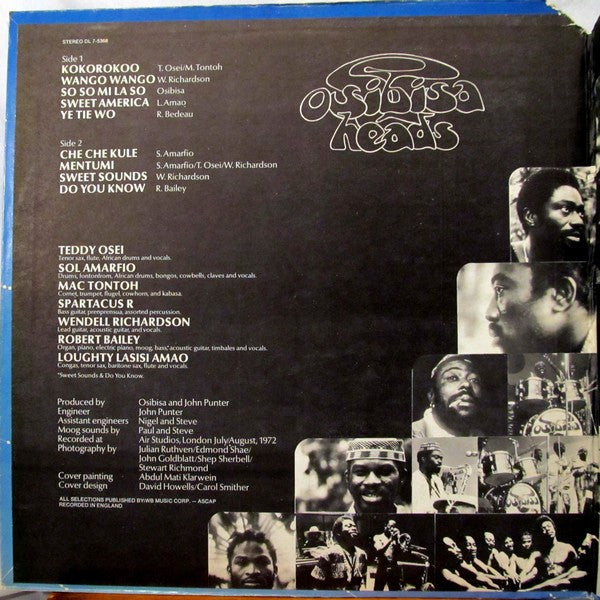 STEREO DL 7-5368
Side 1
KOKOROKOO T. Osei/M. Tontoh
WANGO WANGO W. Richardson
SO SO MI LA SO Osibisa
SWEET AMERICA L. Amao
YE TIE WO R. Bedeau
Side 2
CHE CHE KULE S. Amarfio
MENTUMI S. Amarfio/T. Osei/W. Richardson
SWEET SOUNDS W. Richardson
DO YOU KNOW R. Bailey
Osibisa
heads
TEDDY OSEI
Tenor sax, flute, African drums and vocals.
SOL AMARFIO
Drums, fontonfrom, African drums, bongos, cowbells, claves and vocals.
MAC TONTOH
Cornet, trumpet, flugel, cowhorn, and kabasa.
SPARTACUS R
Bass guitar, prempresiua, assorted percussion.
WENDELL RICHARDSON
Lead guitar, acoustic guitar, and vocals.
ROBERT BAILEY
Organ, piano, electric piano, moog, bass,* acoustic guitar, timbales and vocals.
LOUGHTY LASISI AMAO
Congas, tenor sax, baritone sax, flute and vocals.
*Sweet Sounds & Do You Know.
Produced by Osibisa and John Punter
Engineer John Punter
Assistant engineers Nigel and Steve
Moog sounds by Paul and Steve
Recorded at Air Studios, London July/August, 1972
Photography by Julian Ruthven/Edmund Shae/
John Goldblatt/Shep Sherbell/
Stewart Richmond
Cover painting Abdul Mati Klarwein
Cover design David Howells/Carol Smither
ALL SELECTIONS PUBLISHED BY/WB MUSIC CORP. — ASCAP
RECORDED IN ENGLAND.
OSIBISA
OSIBISA